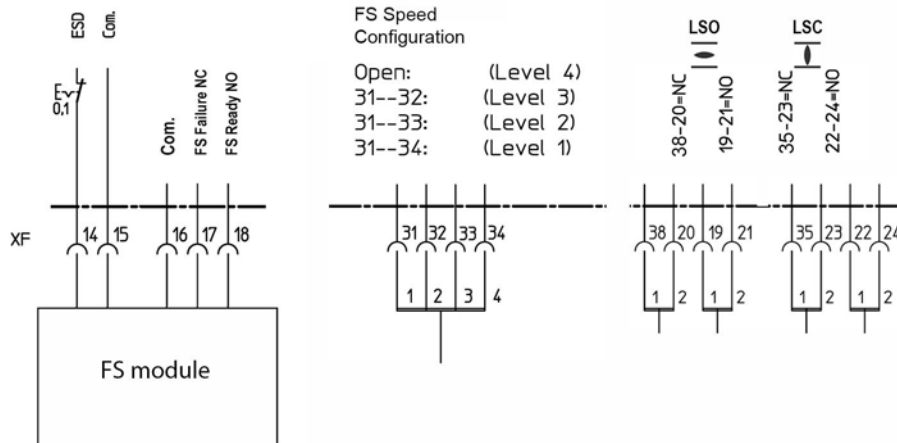 ESD
Com.
0,1
Com.
FS Failure NC
FS Ready NO
XF
14
15
16
17
18
FS module
FS Speed
Configuration
Open: (Level 4)
31--32: (Level 3)
31--33: (Level 2)
31--34: (Level 1)
31
32
33
34
1
2
3
4
LSO
38-20=NC
19-21=NO
LSC
35-23=NC
22-24=NO
38
20
19
21
35
23
22
24
1
2
1
2
1
2
1
2